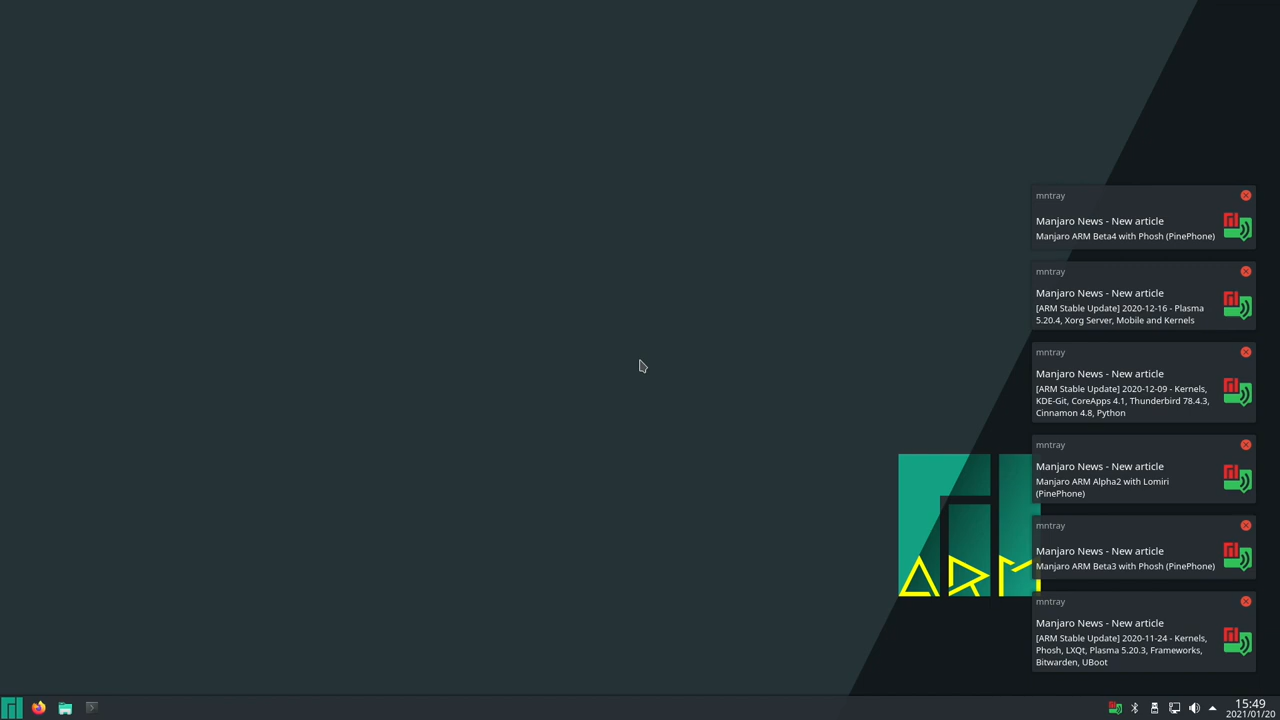 mntray
Manjaro News - New article
Manjaro ARM Beta4 with Phosh (PinePhone)
mntray
Manjaro News - New article
[ARM Stable Update] 2020-12-16 - Plasma
5.20.4, Xorg Server, Mobile and Kernels
mntray
Manjaro News - New article
[ARM Stable Update] 2020-12-09 - Kernels,
KDE-Git, CoreApps 4.1, Thunderbird 78.4.3,
Cinnamon 4.8, Python
mntray
Manjaro News - New article
Manjaro ARM Alpha2 with Lomiri
(PinePhone)
mntray
Manjaro News - New article
Manjaro ARM Beta3 with Phosh (PinePhone)
mntray
Manjaro News - New article
[ARM Stable Update] 2020-11-24 - Kernels,
Phosh, LXQt, Plasma 5.20.3, Frameworks,
Bitwarden, UBoot
ARM
15:49
2021/01/20